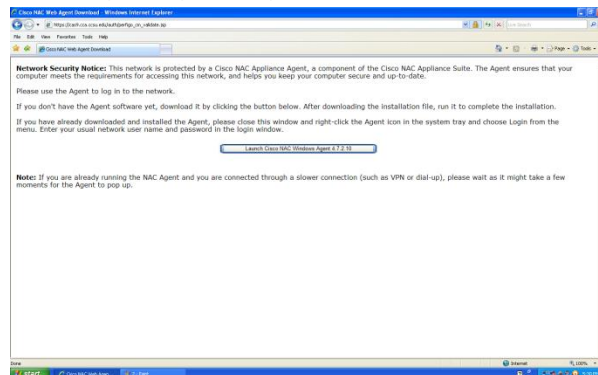 Cisco NAC Web Agent Download - Windows Internet Explorer
File Edit View Favorites Tools Help
Cisco NAC Web Agent Download
Page Tools
Network Security Notice: This network is protected by a Cisco NAC Appliance Agent, a component of the Cisco NAC Appliance Suite. The Agent ensures that your
computer meets the requirements for accessing this network, and helps you keep your computer secure and up-to-date.
Please use the Agent to log in to the network.
If you don't have the Agent software yet, download it by clicking the button below. After downloading the installation file, run it to complete the installation.
If you have already downloaded and installed the Agent, please close this window and right-click the Agent icon in the system tray and choose Login from the
menu. Enter your usual network user name and password in the login window.
Launch Cisco NAC Windows Agent 4.7.2.10
Note: If you are already running the NAC Agent and you are connected through a slower connection (such as VPN or dial-up), please wait as it might take a few
moments for the Agent to pop up.
Done
Internet
100%
start